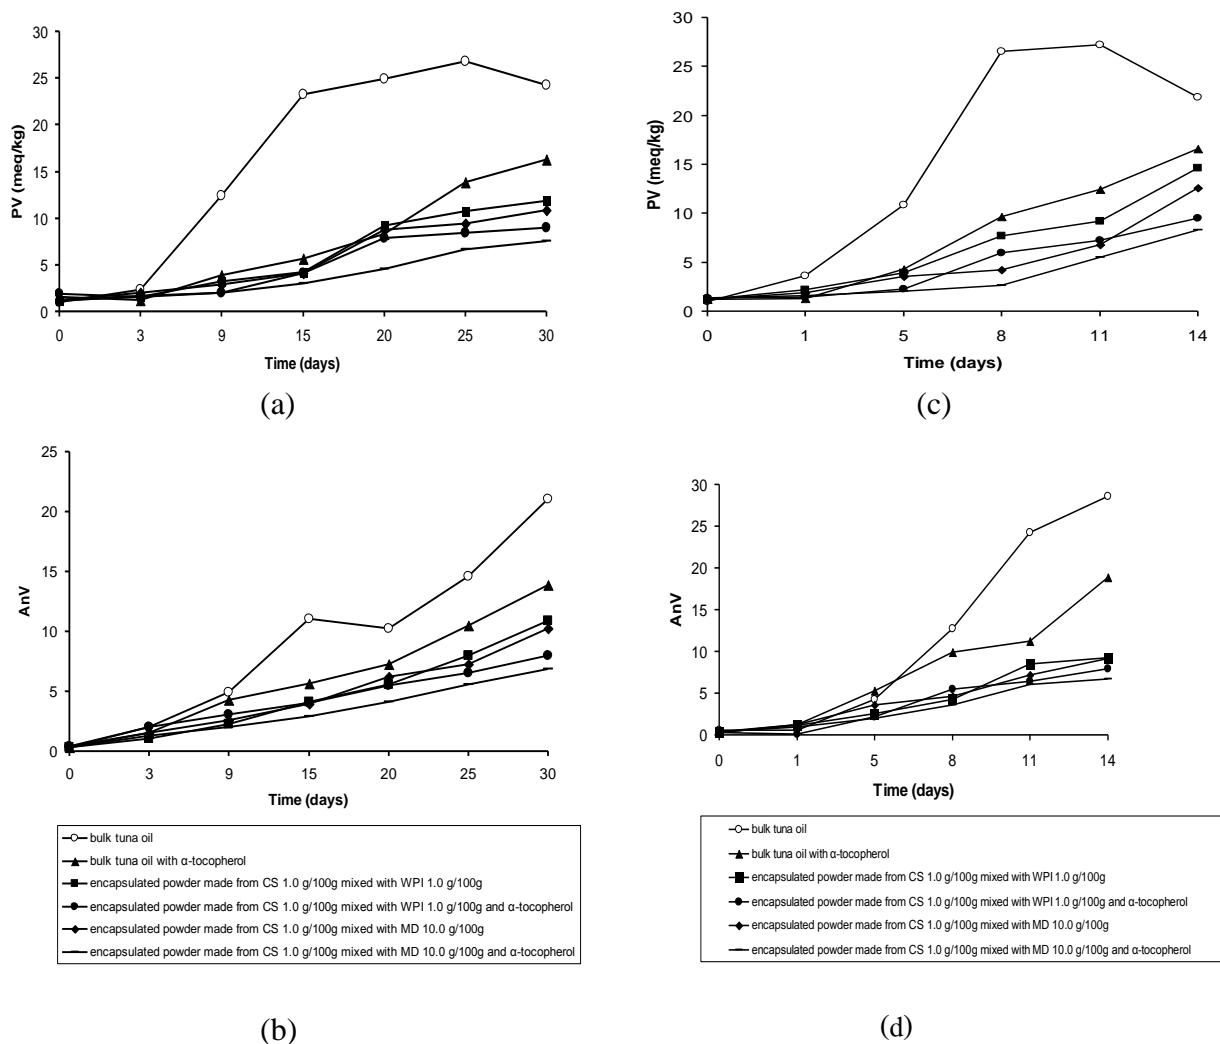 30
25
20
15
10
5
0
PV (meq/kg)
0 3 9 15 20 25 30
Time (days)
(a)
30
25
20
15
10
5
0
PV (meq/kg)
0 1 5 8 11 14
Time (days)
(c)
25
20
15
10
5
0
AnV
0 3 9 15 20 25 30
Time (days)
bulk tuna oil
bulk tuna oil with α-tocopherol
encapsulated powder made from CS 1.0 g/100g mixed with WPI 1.0 g/100g
encapsulated powder made from CS 1.0 g/100g mixed with WPI 1.0 g/100g and α-tocopherol
encapsulated powder made from CS 1.0 g/100g mixed with MD 10.0 g/100g
encapsulated powder made from CS 1.0 g/100g mixed with MD 10.0 g/100g and α-tocopherol
(b)
30
25
20
15
10
5
0
AnV
0 1 5 8 11 14
Time (days)
bulk tuna oil
bulk tuna oil with α-tocopherol
encapsulated powder made from CS 1.0 g/100g mixed with WPI 1.0 g/100g
encapsulated powder made from CS 1.0 g/100g mixed with WPI 1.0 g/100g and α-tocopherol
encapsulated powder made from CS 1.0 g/100g mixed with MD 10.0 g/100g
encapsulated powder made from CS 1.0 g/100g mixed with MD 10.0 g/100g and α-tocopherol
(d)